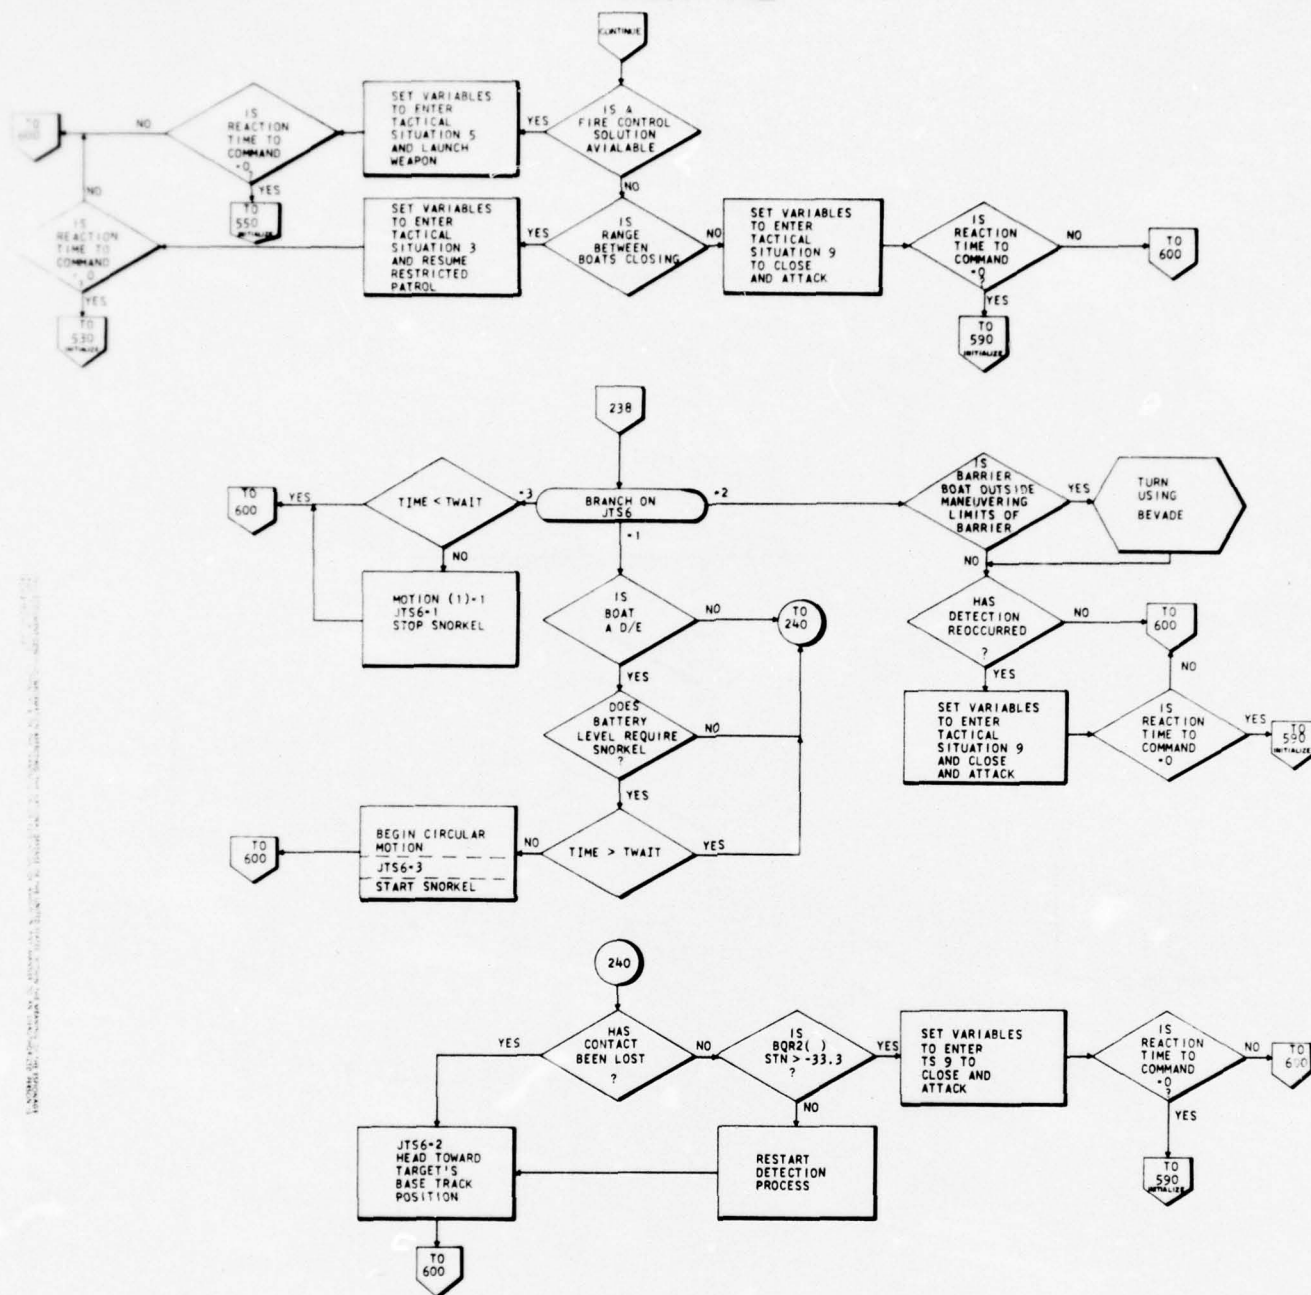 CONTINUE
IS A
FIRE CONTROL
SOLUTION
AVIALABLE
YES
NO
SET VARIABLES
TO ENTER
TACTICAL
SITUATION 5
AND LAUNCH
WEAPON
IS
REACTION
TIME TO
COMMAND
=0
?
NO
YES
TO
600
TO
550
INITIALIZE
IS
RANGE
BETWEEN
BOATS CLOSING
YES
NO
SET VARIABLES
TO ENTER
TACTICAL
SITUATION 3
AND RESUME
RESTRICTED
PATROL
IS
REACTION
TIME TO
COMMAND
=0
?
NO
YES
TO
530
INITIALIZE
SET VARIABLES
TO ENTER
TACTICAL
SITUATION 9
TO CLOSE
AND ATTACK
IS
REACTION
TIME TO
COMMAND
=0
?
NO
TO
600
YES
TO
590
INITIALIZE
238
BRANCH ON
JTS6
=3
=2
=1
TIME < TWAIT
YES
TO
600
NO
MOTION (1)=1
JTS6=1
STOP SNORKEL
IS
BOAT
A D/E
NO
TO
240
YES
DOES
BATTERY
LEVEL REQUIRE
SNORKEL
?
NO
YES
TIME > TWAIT
YES
NO
BEGIN CIRCULAR
MOTION
JTS6=3
START SNORKEL
TO
600
IS
BARRIER
BOAT OUTSIDE
MANEUVERING
LIMITS OF
BARRIER
YES
TURN
USING
BEVADE
NO
HAS
DETECTION
REOCCURRED
?
NO
TO
600
YES
SET VARIABLES
TO ENTER
TACTICAL
SITUATION 9
AND CLOSE
AND ATTACK
IS
REACTION
TIME TO
COMMAND
=0
NO
YES
TO
590
INITIALIZE
240
HAS
CONTACT
BEEN LOST
?
YES
NO
IS
BQR2( )
STN > -33.3
?
YES
NO
SET VARIABLES
TO ENTER
TS 9 TO
CLOSE AND
ATTACK
IS
REACTION
TIME TO
COMMAND
=0
?
NO
TO
600
YES
TO
590
INITIALIZE
JTS6=2
HEAD TOWARD
TARGET'S
BASE TRACK
POSITION
RESTART
DETECTION
PROCESS
TO
600